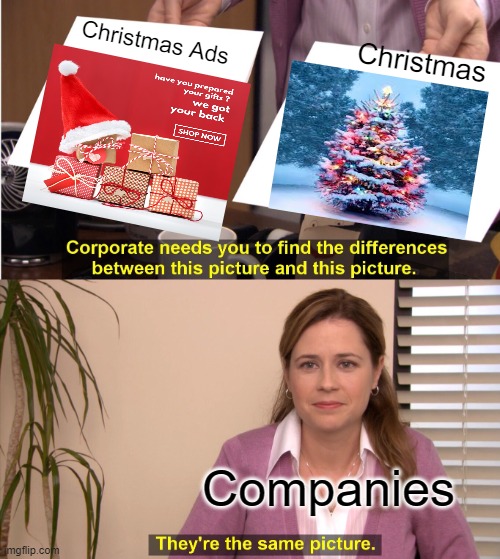 Christmas Ads
Christmas
have you prepared
your gifts ?
we got
your back
SHOP NOW
Corporate needs you to find the differences
between this picture and this picture.
Companies
They're the same picture.
imgflip.com